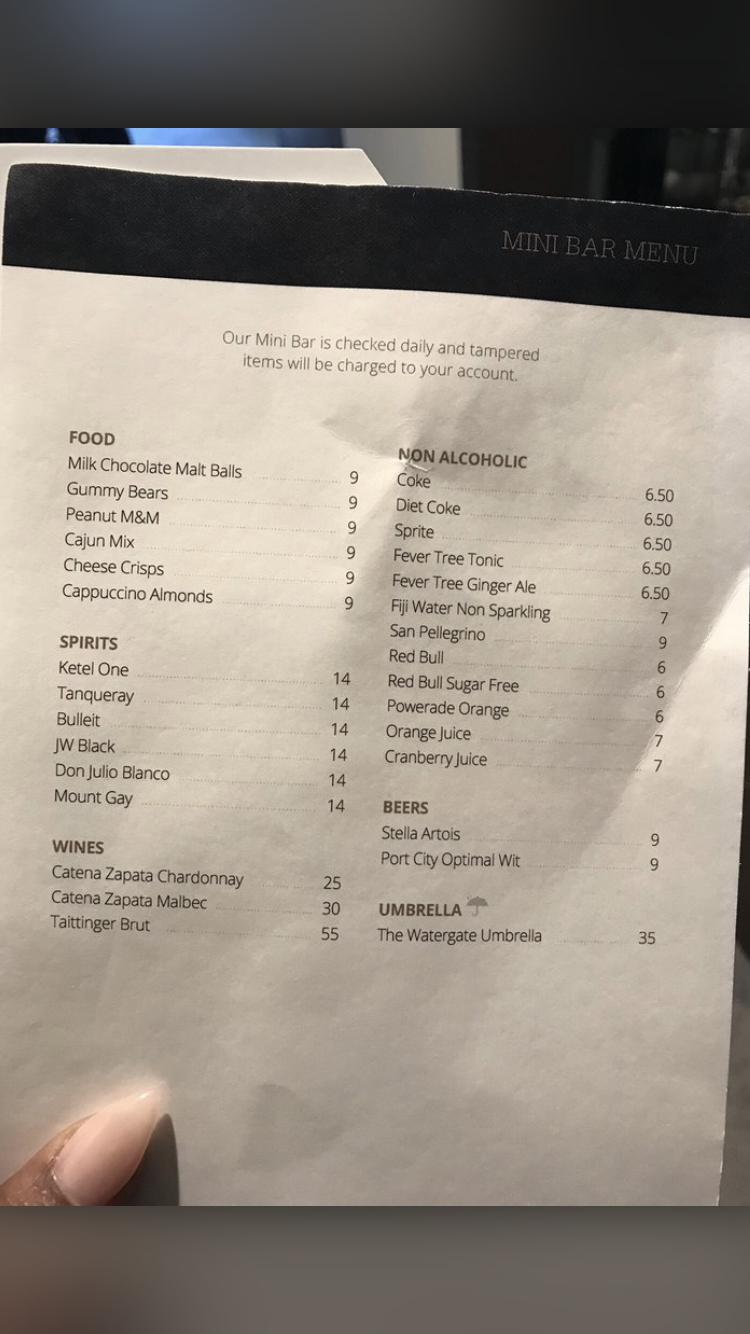 MINI BAR MENU
Our Mini Bar is checked daily and tampered
items will be charged to your account.
FOOD
Milk Chocolate Malt Balls 9
Gummy Bears 9
Peanut M&M 9
Cajun Mix 9
Cheese Crisps 9
Cappuccino Almonds 9
SPIRITS
Ketel One 14
Tanqueray 14
Bulleit 14
JW Black 14
Don Julio Blanco 14
Mount Gay 14
WINES
Catena Zapata Chardonnay 25
Catena Zapata Malbec 30
Taittinger Brut 55
NON ALCOHOLIC
Coke 6.50
Diet Coke 6.50
Sprite 6.50
Fever Tree Tonic 6.50
Fever Tree Ginger Ale 6.50
Fiji Water Non Sparkling 7
San Pellegrino 9
Red Bull 6
Red Bull Sugar Free 6
Powerade Orange 6
Orange Juice 7
Cranberry Juice 7
BEERS
Stella Artois 9
Port City Optimal Wit 9
UMBRELLA
The Watergate Umbrella 35